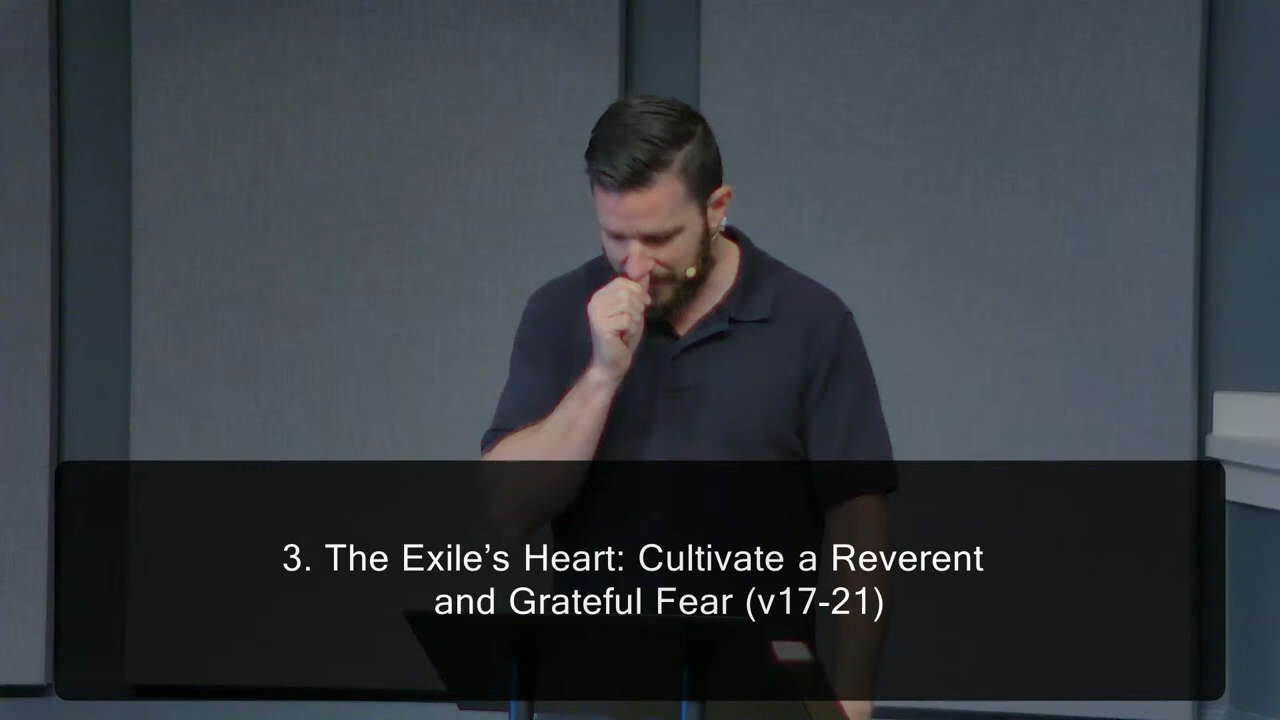 3. The Exile’s Heart: Cultivate a Reverent
and Grateful Fear (v17-21)